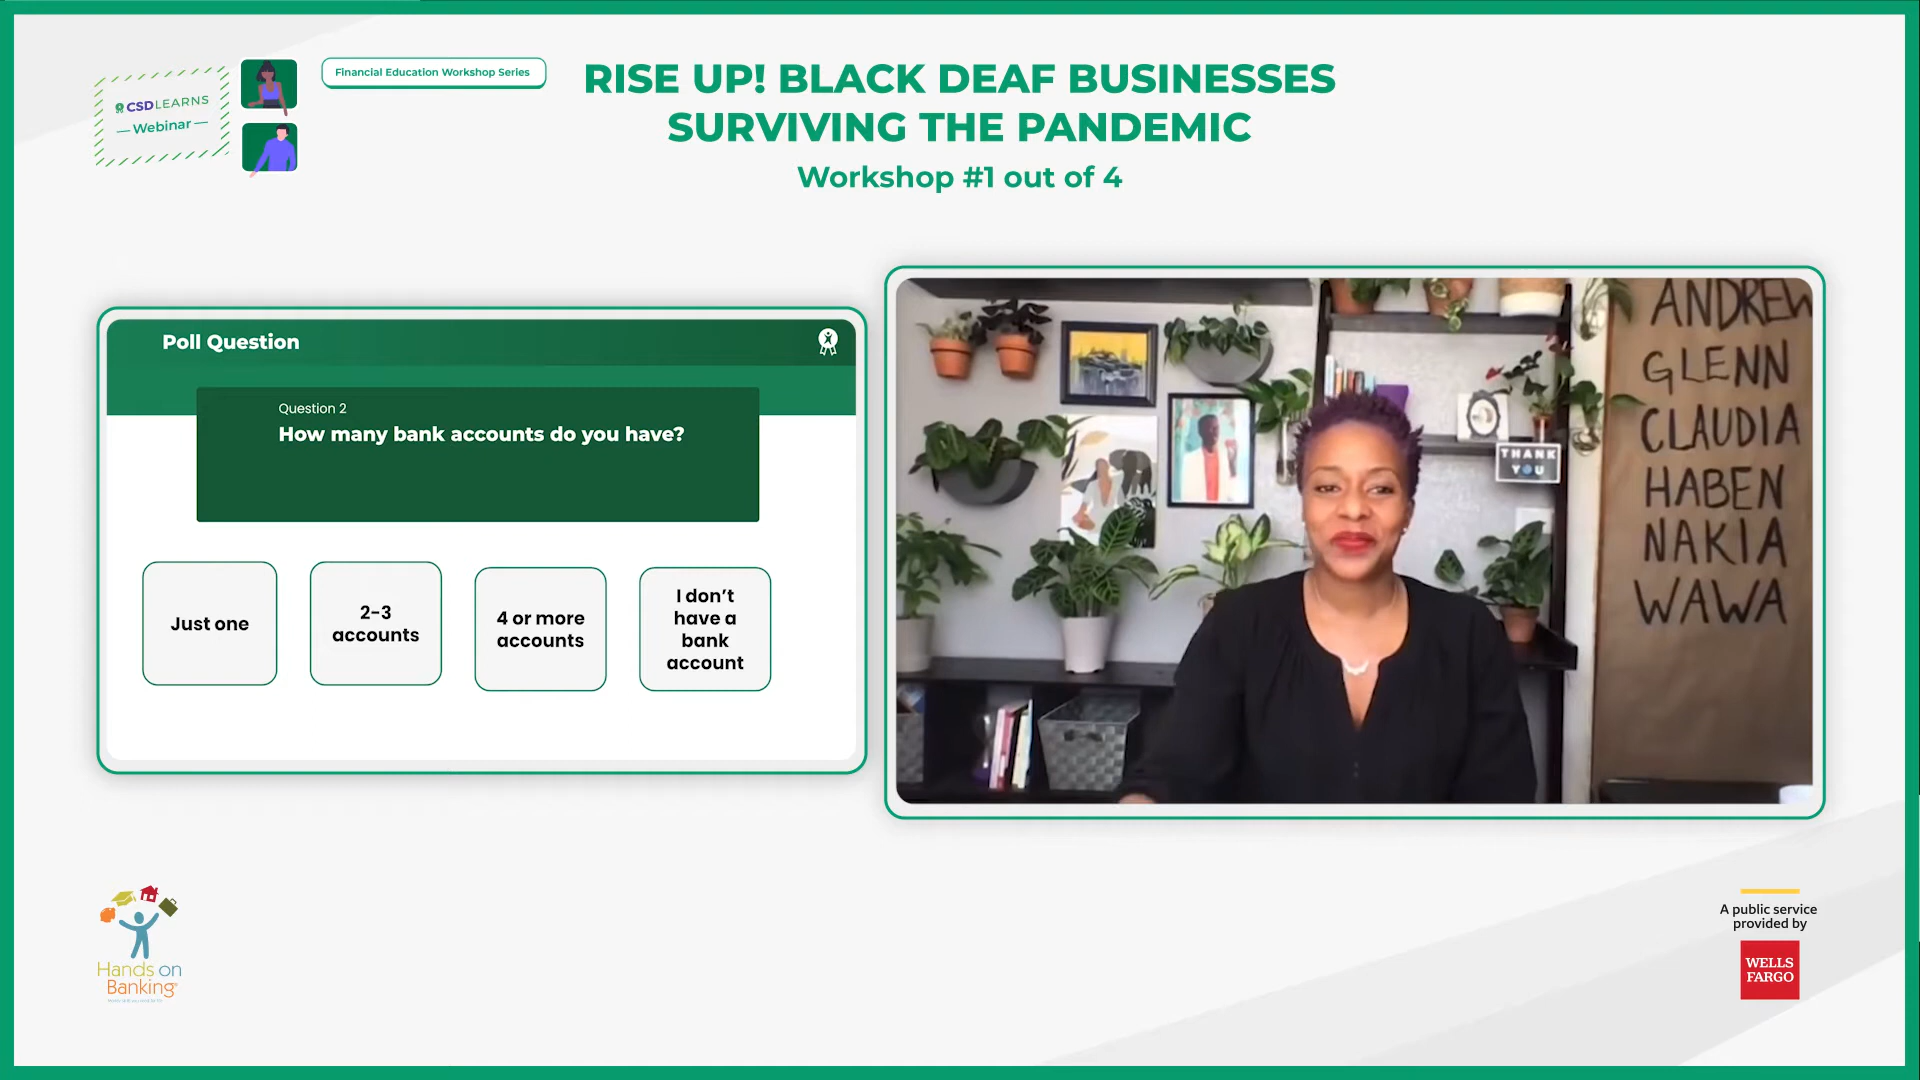 CSDLEARNS
— Webinar —
Financial Education Workshop Series
RISE UP! BLACK DEAF BUSINESSES
SURVIVING THE PANDEMIC
Workshop #1 out of 4
Poll Question
Question 2
How many bank accounts do you have?
Just one
2-3
accounts
4 or more
accounts
I don't
have a
bank
account
THANK
YOU
ANDREW
GLENN
CLAUDIA
HABEN
NAKIA
WAWA
Hands on
Banking®
A public service
provided by
WELLS
FARGO